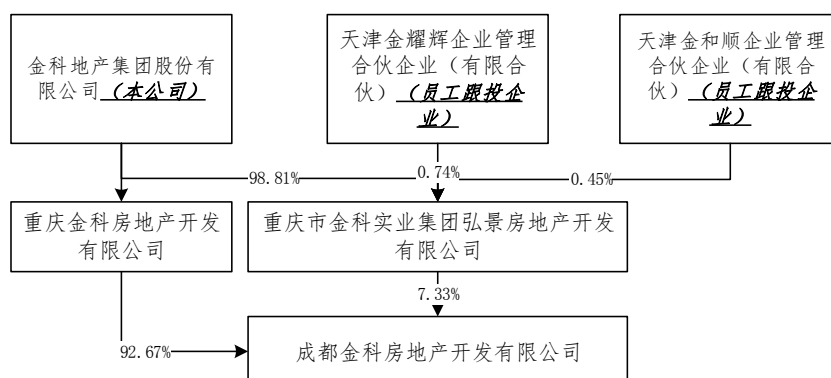 金科地产集团股份有
限公司（本公司）
天津金耀辉企业管理
合伙企业（有限合
伙）（员工跟投企
业）
天津金和顺企业管理
合伙企业（有限合
伙）（员工跟投企
业）
98.81%
0.74%
0.45%
重庆金科房地产开发
有限公司
重庆市金科实业集团弘景房地产开发
有限公司
7.33%
92.67%
成都金科房地产开发有限公司